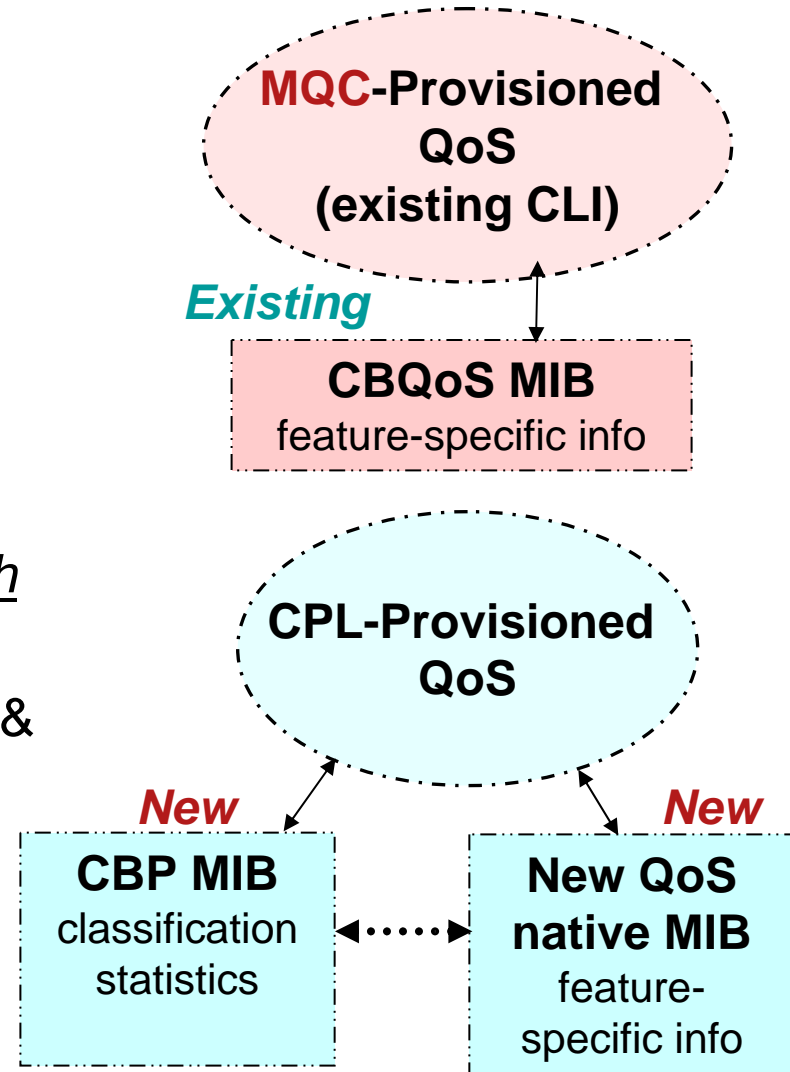 MQC-Provisioned
QoS
(existing CLI)
Existing
CBQoS MIB
feature-specific info
h
CPL-Provisioned
QoS
&
New
New
CBP MIB
classification
statistics
New QoS
native MIB
feature-
specific info